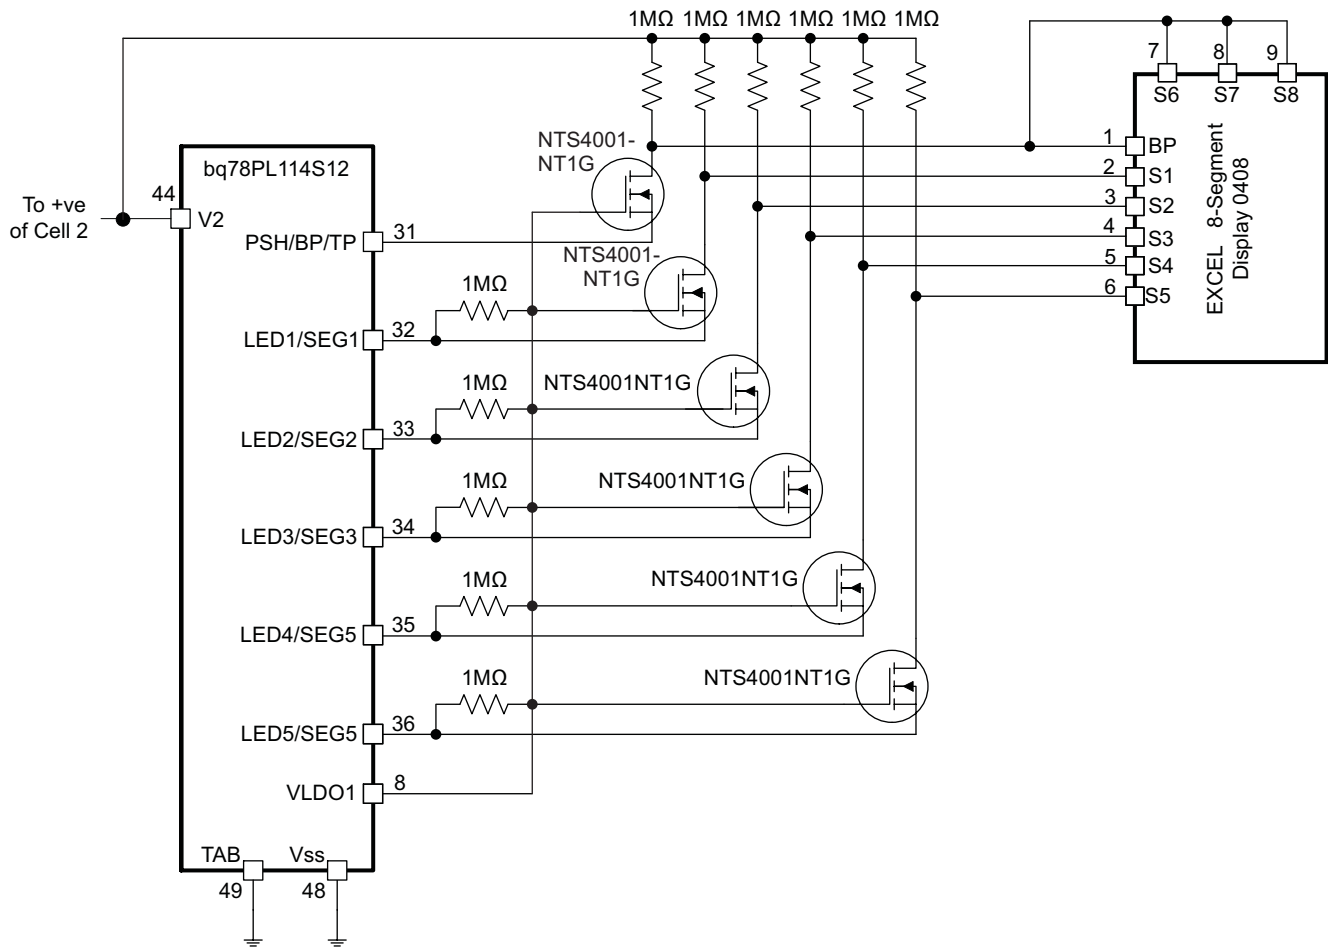 1MΩ 1MΩ 1MΩ 1MΩ 1MΩ 1MΩ
7 8 9
S6 S7 S8
NTS4001-
NT1G
bq78PL114S12
44
To +ve
of Cell 2
V2
PSH/BP/TP 31
1 BP
2 S1
3 S2
4 S3
5 S4
6 S5
EXCEL 8-Segment
Display 0408
NTS4001-
NT1G
1MΩ
LED1/SEG1 32
1MΩ
NTS4001NT1G
LED2/SEG2 33
1MΩ
NTS4001NT1G
LED3/SEG3 34
1MΩ
NTS4001NT1G
LED4/SEG5 35
1MΩ
NTS4001NT1G
LED5/SEG5 36
VLDO1 8
TAB Vss
49 48